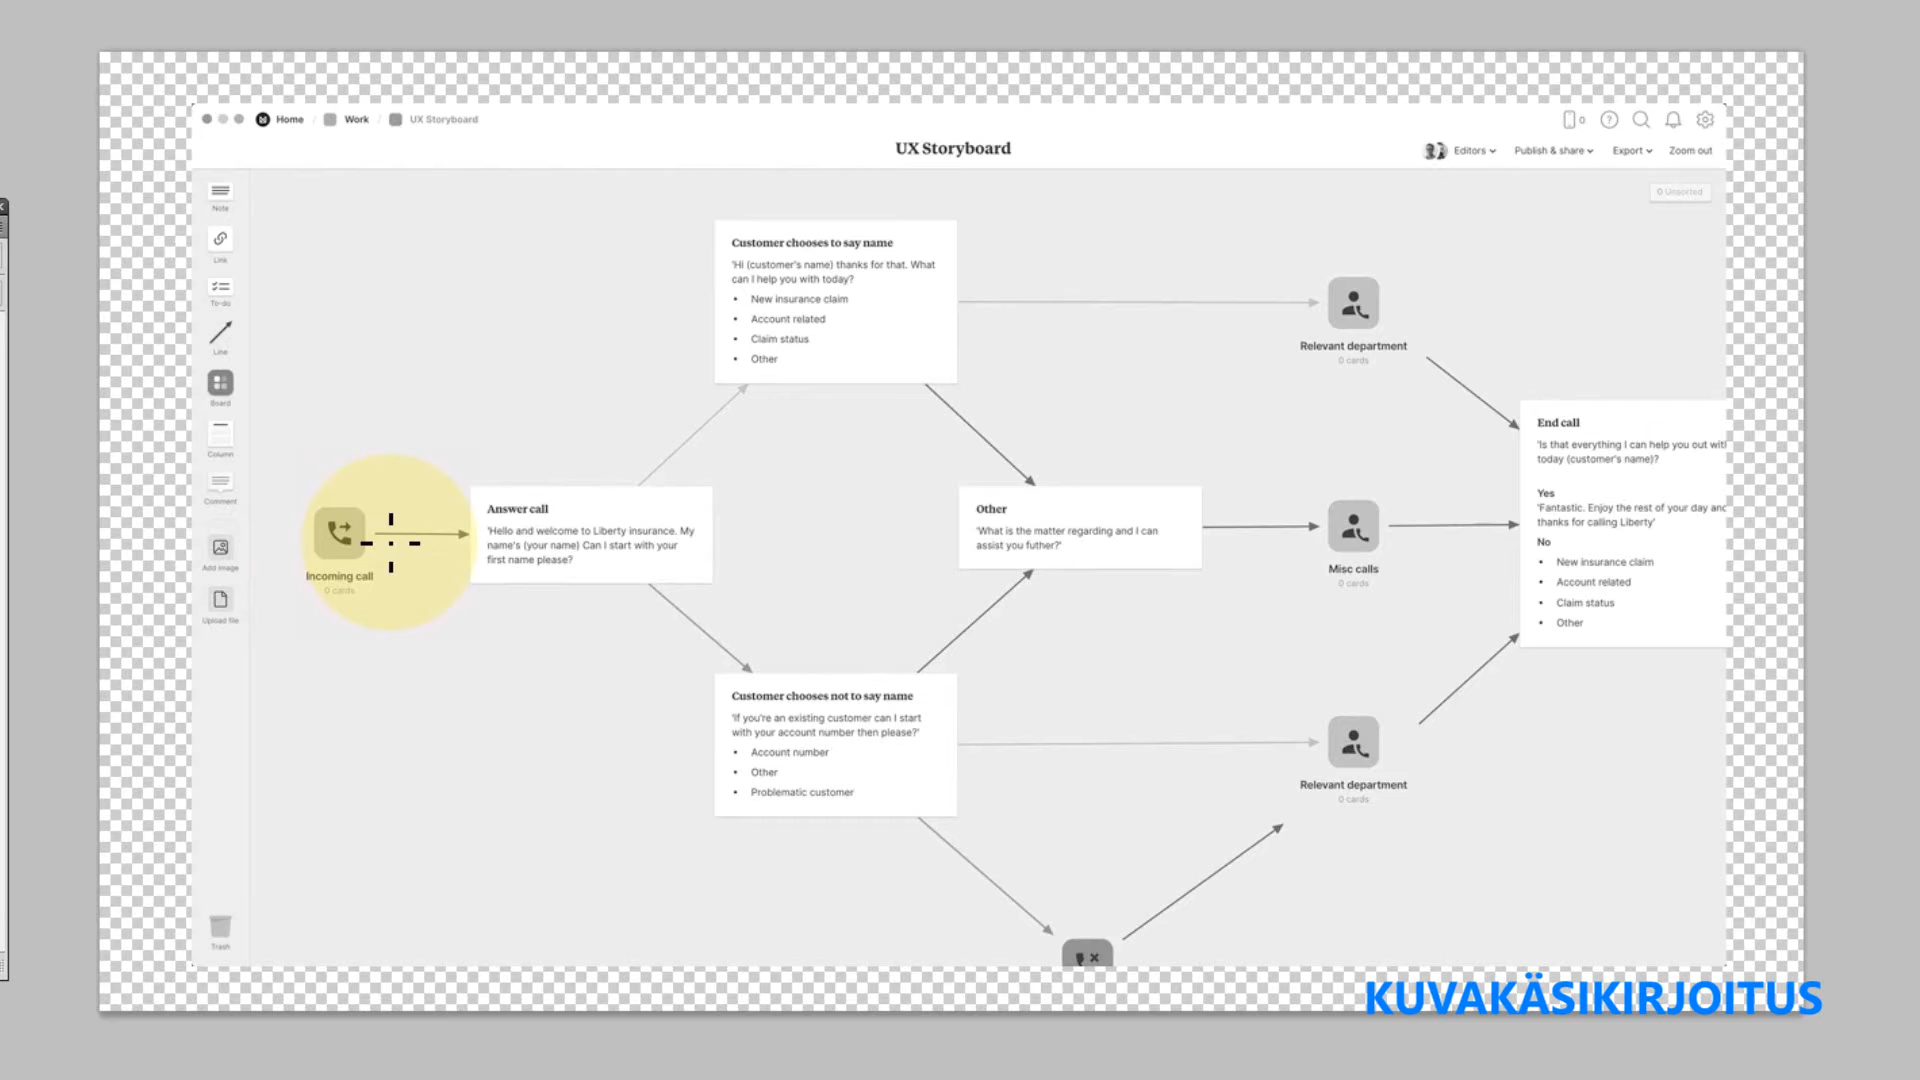 Home / Work / UX Storyboard
0
UX Storyboard
Editors
Publish & share
Export
Zoom out
0 Unsorted
Note
Link
To-do
Line
Board
Column
Comment
Add image
Upload file
Trash
Incoming call
0 cards
Answer call
'Hello and welcome to Liberty insurance. My
name's (your name) Can I start with your
first name please?
Customer chooses to say name
'Hi (customer's name) thanks for that. What
can I help you with today?
• New insurance claim
• Account related
• Claim status
• Other
Customer chooses not to say name
'If you're an existing customer can I start
with your account number then please?'
• Account number
• Other
• Problematic customer
Other
'What is the matter regarding and I can
assist you futher?'
Relevant department
0 cards
Misc calls
0 cards
Relevant department
0 cards
End call
'Is that everything I can help you out
today (customer's name)?
Yes
'Fantastic. Enjoy the rest of your day
thanks for calling Liberty'
No
• New insurance claim
• Account related
• Claim status
• Other
KUVAKÄSIKIRJOITUS